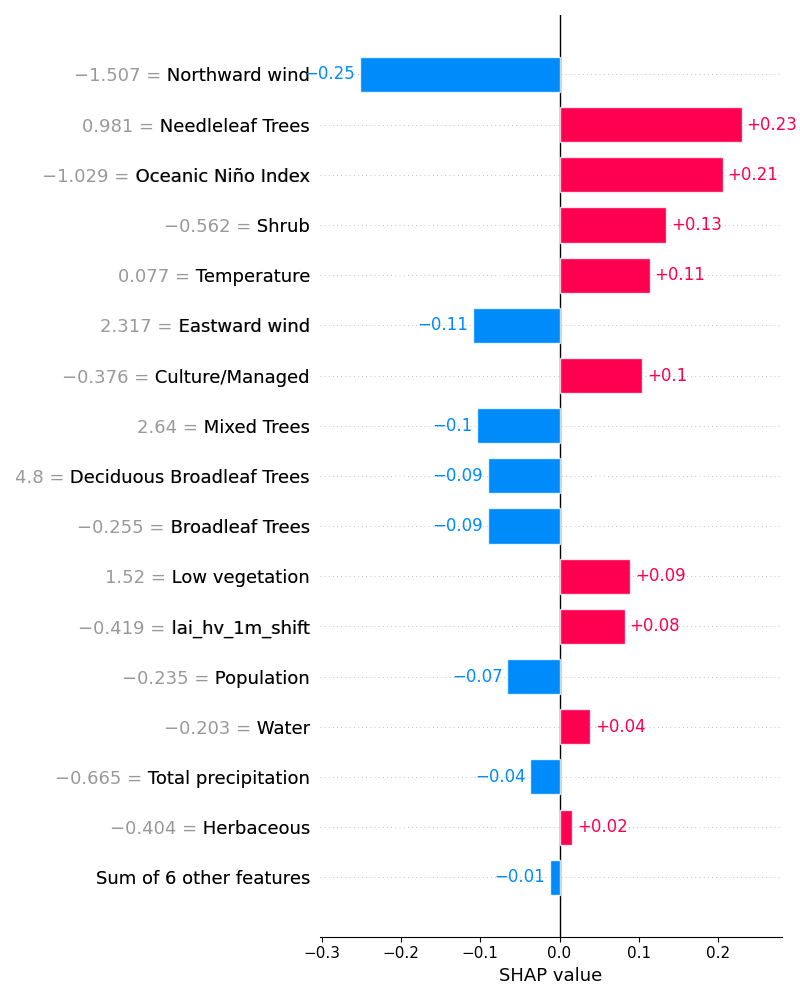 −1.507 = Northward wind −0.25
0.981 = Needleleaf Trees +0.23
−1.029 = Oceanic Niño Index +0.21
−0.562 = Shrub +0.13
0.077 = Temperature +0.11
2.317 = Eastward wind −0.11
−0.376 = Culture/Managed +0.1
2.64 = Mixed Trees −0.1
4.8 = Deciduous Broadleaf Trees −0.09
−0.255 = Broadleaf Trees −0.09
1.52 = Low vegetation +0.09
−0.419 = lai_hv_1m_shift +0.08
−0.235 = Population −0.07
−0.203 = Water +0.04
−0.665 = Total precipitation −0.04
−0.404 = Herbaceous +0.02
Sum of 6 other features −0.01
−0.3 −0.2 −0.1 0.0 0.1 0.2
SHAP value